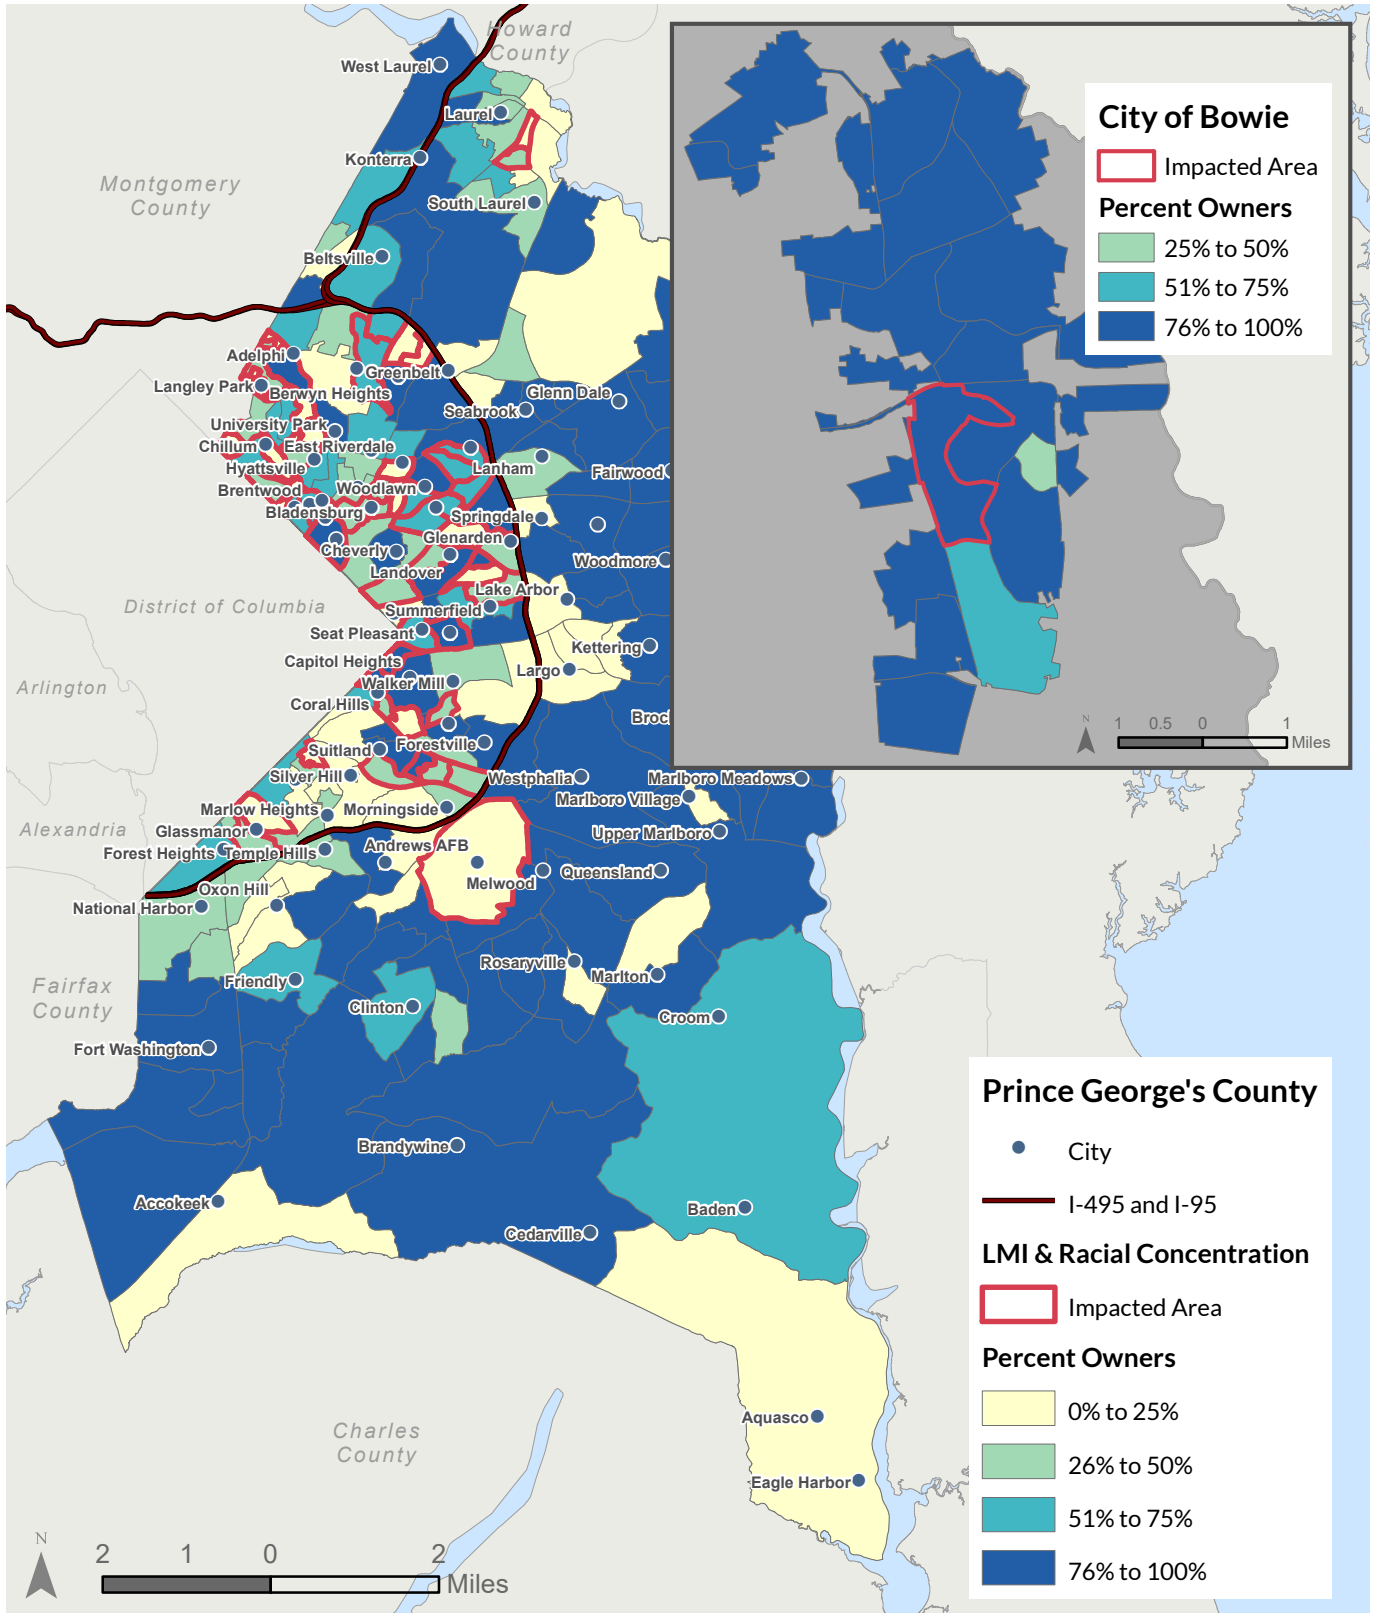 Howard
County
West Laurel
Laurel
Konterra
Montgomery
County
South Laurel
Beltsville
Adelphi
Langley Park
Greenbelt
Berwyn Heights
Glenn Dale
Seabrook
University Park
Chillum
East Riverdale
Hyattsville
Lanham
Fairwood
Brentwood
Woodlawn
Bladensburg
Springdale
Glenarden
Cheverly
Woodmore
Landover
Lake Arbor
District of Columbia
Summerfield
Seat Pleasant
Kettering
Capitol Heights
Largo
Walker Mill
Arlington
Coral Hills
Broc
Suitland
Forestville
Silver Hill
Westphalia
Marlboro Meadows
Marlboro Village
Marlow Heights
Morningside
Alexandria
Glassmanor
Upper Marlboro
Forest Heights
Temple Hills
Andrews AFB
Melwood
Queensland
Oxon Hill
National Harbor
Rosaryville
Marlton
Friendly
Fairfax
County
Clinton
Croom
Fort Washington
Brandywine
Accokeek
Baden
Cedarville
Aquasco
Charles
County
Eagle Harbor
N
2 1 0 2
Miles
City of Bowie
Impacted Area
Percent Owners
25% to 50%
51% to 75%
76% to 100%
N
1 0.5 0 1
Miles
Prince George's County
City
I-495 and I-95
LMI & Racial Concentration
Impacted Area
Percent Owners
0% to 25%
26% to 50%
51% to 75%
76% to 100%